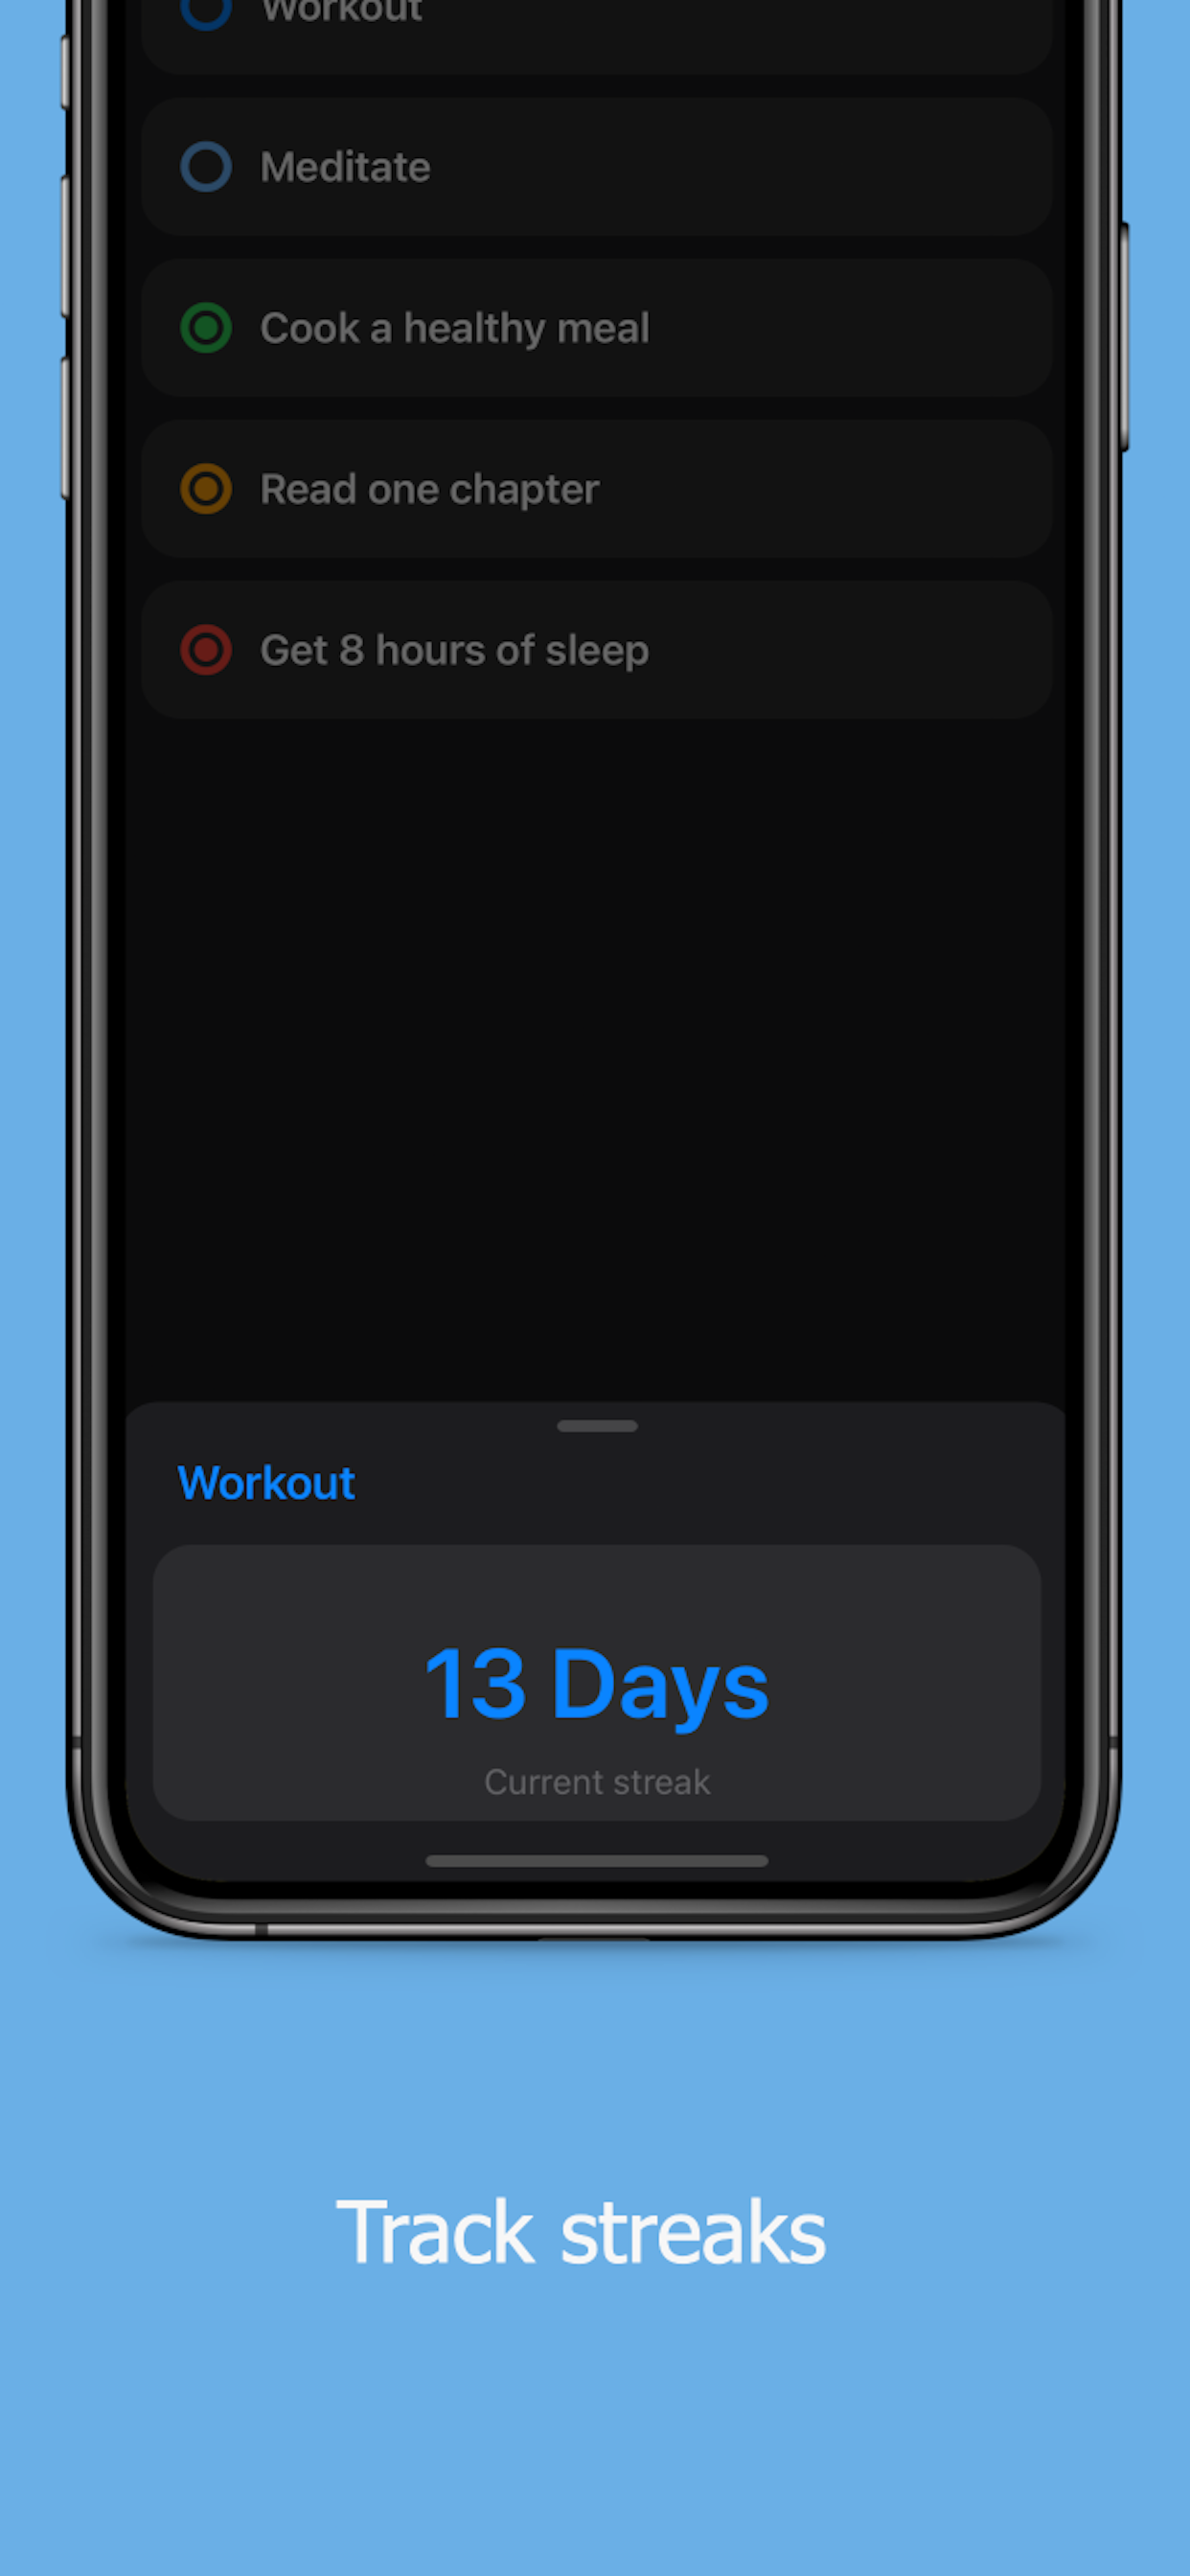 Workout
Meditate
Cook a healthy meal
Read one chapter
Get 8 hours of sleep
Workout
13 Days
Current streak
Track streaks